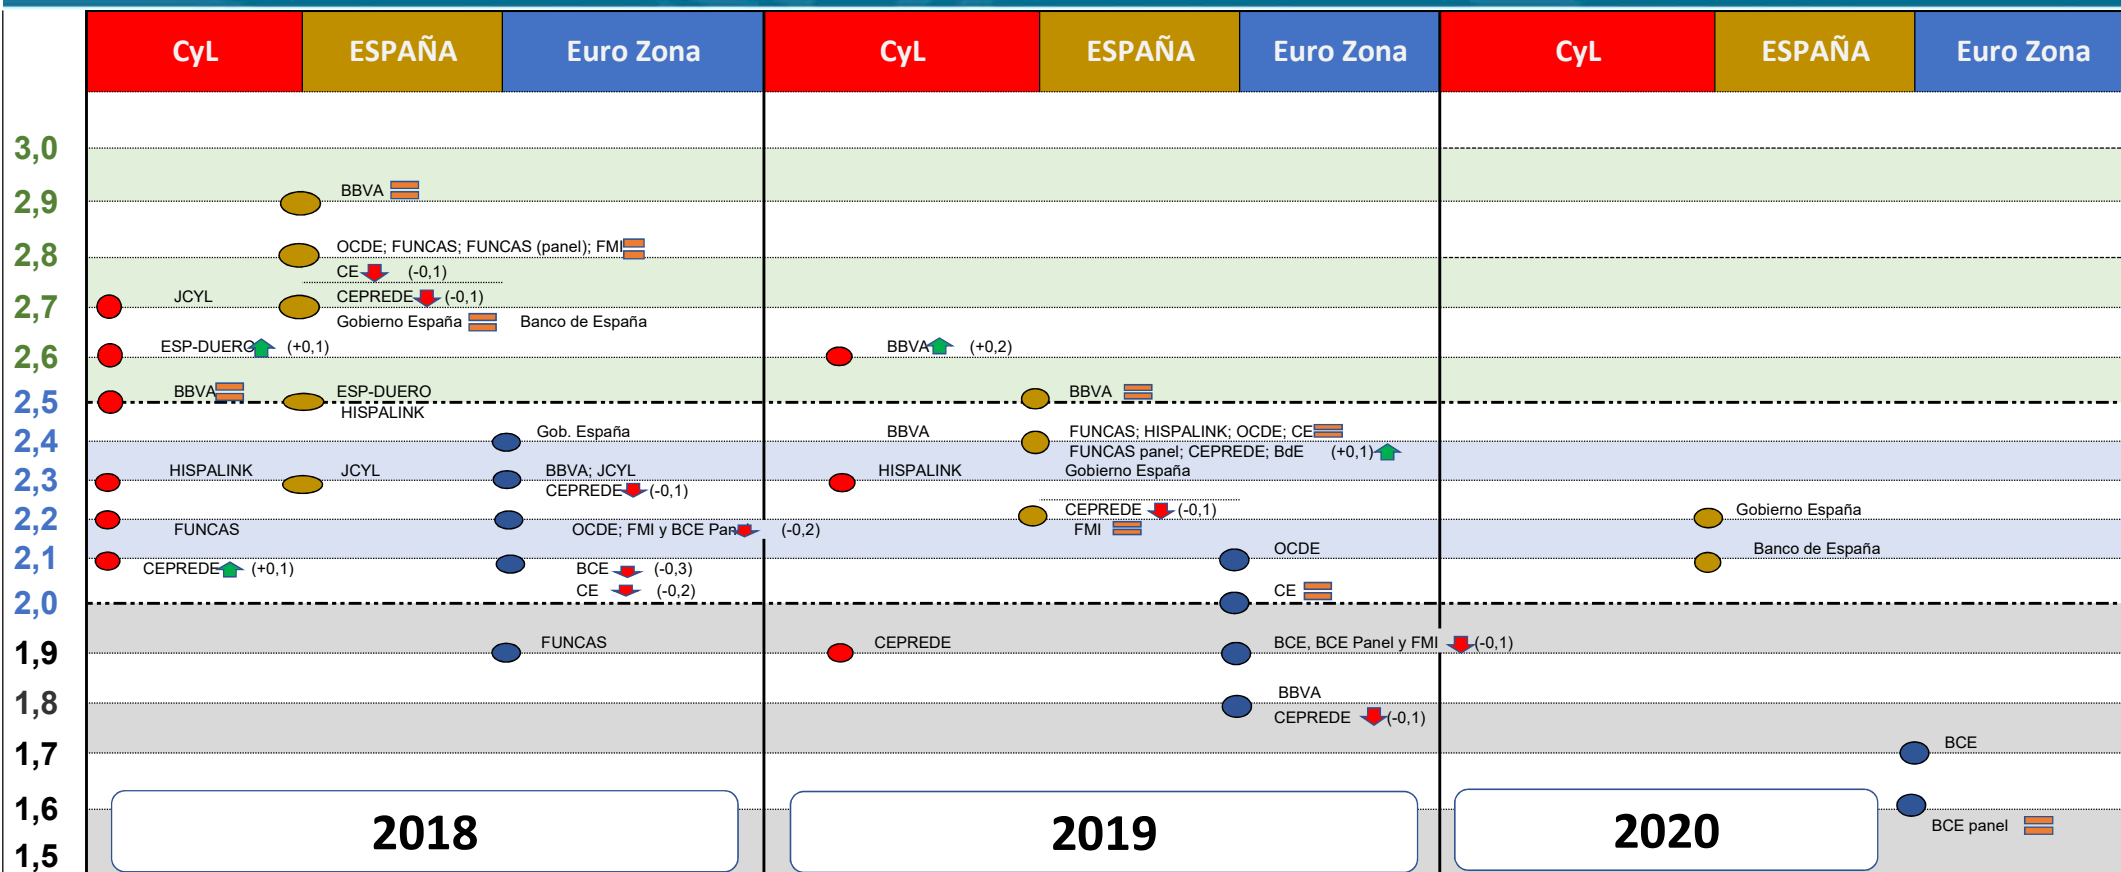 CyL ESPAÑA Euro Zona CyL ESPAÑA Euro Zona CyL ESPAÑA Euro Zona
3,0
BBVA
2,9
OCDE; FUNCAS; FUNCAS (panel); FMI
2,8
CE (-0,1)
JCYL CEPREDE (-0,1)
2,7
Gobierno España Banco de España
ESP-DUERO (+0,1) BBVA (+0,2)
2,6
BBVA ESP-DUERO BBVA
2,5
HISPALINK
Gob. España BBVA FUNCAS; HISPALINK; OCDE; CE
2,4
FUNCAS panel; CEPREDE; BdE (+0,1)
HISPALINK JCYL BBVA; JCYL HISPALINK Gobierno España
2,3
CEPREDE (-0,1)
CEPREDE (-0,1) Gobierno España
2,2
FUNCAS OCDE; FMI y BCE Panel (-0,2) FMI
OCDE Banco de España
2,1
CEPREDE (+0,1) BCE (-0,3)
CE (-0,2) CE
2,0
FUNCAS CEPREDE BCE, BCE Panel y FMI (-0,1)
1,9
BBVA
1,8
CEPREDE (-0,1)
BCE
1,7
1,6
BCE panel
2018 2019 2020
1,5